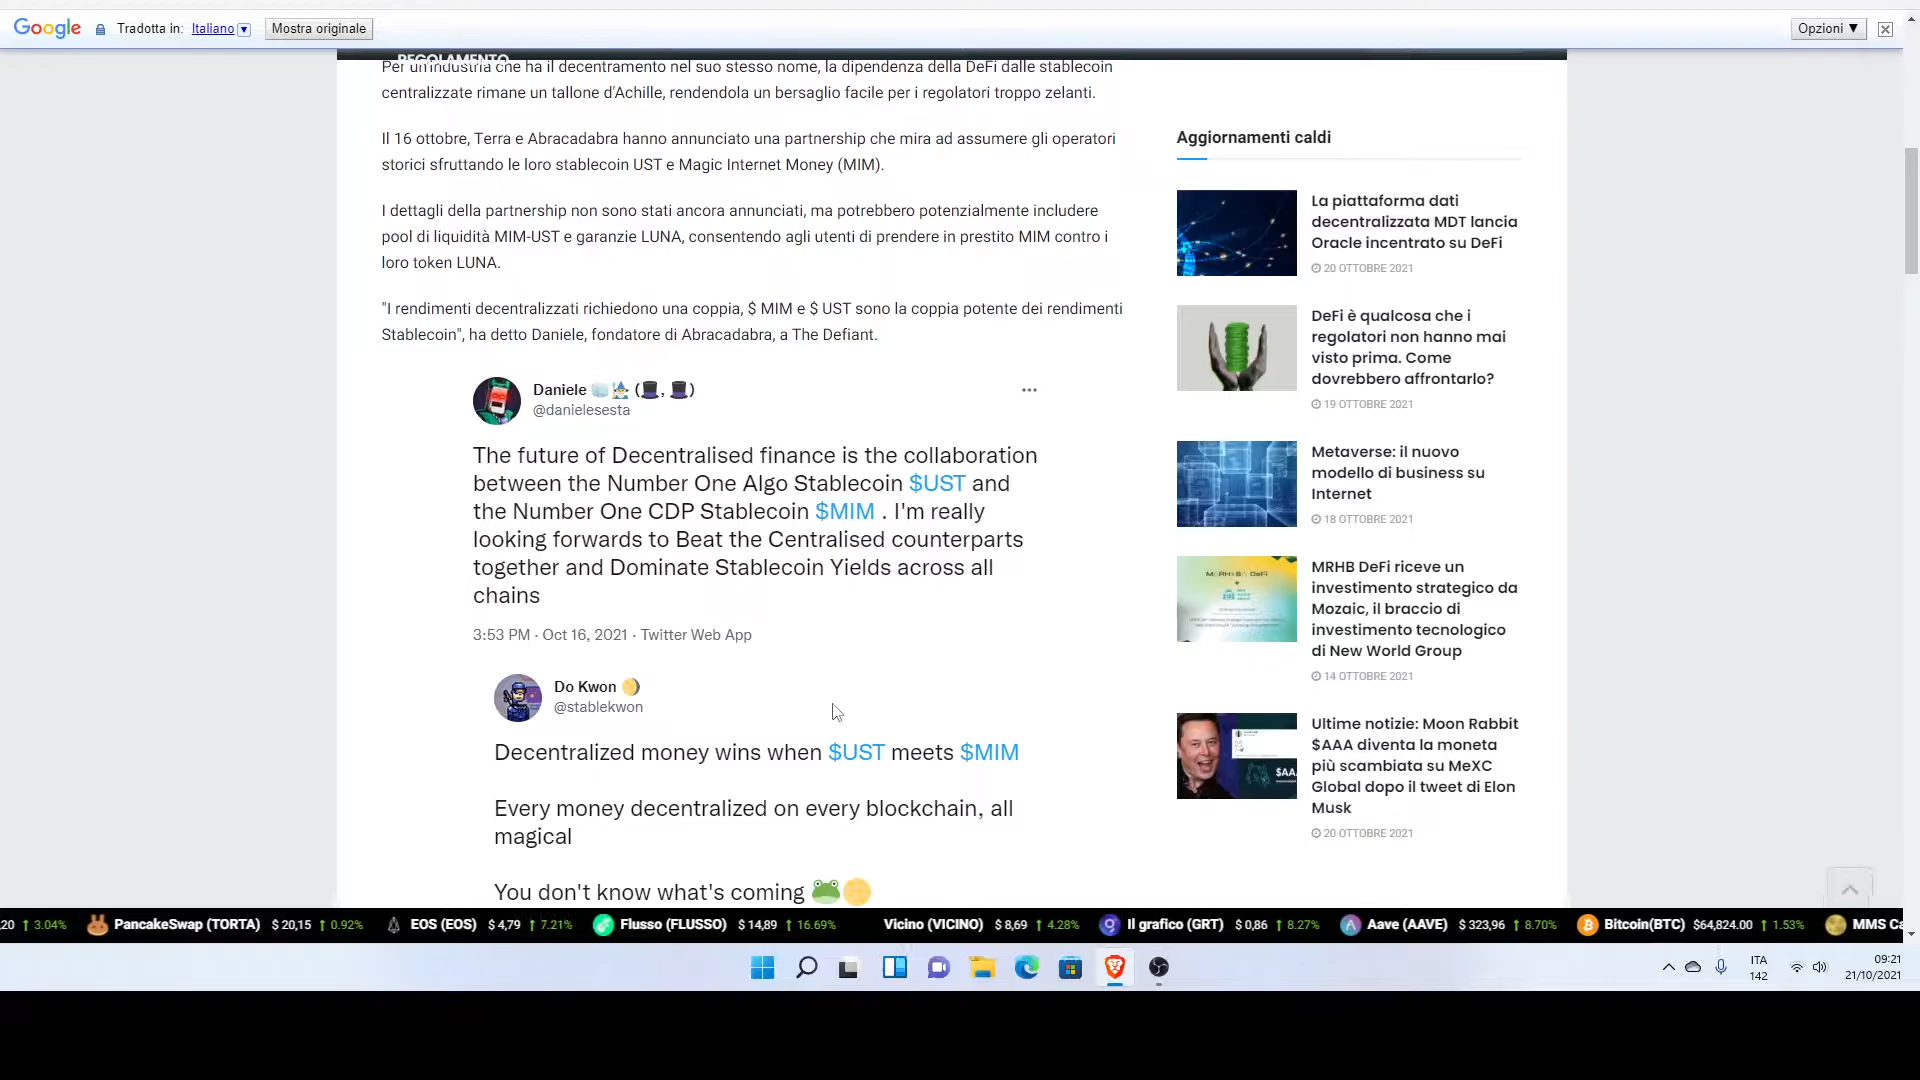 Google Tradotta in: Italiano ▼ Mostra originale Opzioni ▼
REGOLAMENTO
Per un'industria che ha il decentramento nel suo stesso nome, la dipendenza della DeFi dalle stablecoin
centralizzate rimane un tallone d'Achille, rendendola un bersaglio facile per i regolatori troppo zelanti.
Il 16 ottobre, Terra e Abracadabra hanno annunciato una partnership che mira ad assumere gli operatori
storici sfruttando le loro stablecoin UST e Magic Internet Money (MIM).
I dettagli della partnership non sono stati ancora annunciati, ma potrebbero potenzialmente includere
pool di liquidità MIM-UST e garanzie LUNA, consentendo agli utenti di prendere in prestito MIM contro i
loro token LUNA.
"I rendimenti decentralizzati richiedono una coppia, $ MIM e $ UST sono la coppia potente dei rendimenti
Stablecoin", ha detto Daniele, fondatore di Abracadabra, a The Defiant.
Daniele 🧊🧙‍♂️ (🎩, 🎩)
@danielesesta
The future of Decentralised finance is the collaboration
between the Number One Algo Stablecoin $UST and
the Number One CDP Stablecoin $MIM . I'm really
looking forwards to Beat the Centralised counterparts
together and Dominate Stablecoin Yields across all
chains
3:53 PM · Oct 16, 2021 · Twitter Web App
Do Kwon 🌖
@stablekwon
Decentralized money wins when $UST meets $MIM
Every money decentralized on every blockchain, all
magical
You don't know what's coming 🐸🌕
Aggiornamenti caldi
La piattaforma dati
decentralizzata MDT lancia
Oracle incentrato su DeFi
20 OTTOBRE 2021
DeFi è qualcosa che i
regolatori non hanno mai
visto prima. Come
dovrebbero affrontarlo?
19 OTTOBRE 2021
Metaverse: il nuovo
modello di business su
Internet
18 OTTOBRE 2021
MRHB DeFi riceve un
investimento strategico da
Mozaic, il braccio di
investimento tecnologico
di New World Group
14 OTTOBRE 2021
Ultime notizie: Moon Rabbit
$AAA diventa la moneta
più scambiata su MeXC
Global dopo il tweet di Elon
Musk
20 OTTOBRE 2021
,20 ↑ 3.04% PancakeSwap (TORTA) $ 20,15 ↑ 0.92% EOS (EOS) $ 4,79 ↑ 7.21% Flusso (FLUSSO) $ 14,89 ↑ 16.69% Vicino (VICINO) $ 8,69 ↑ 4.28% Il grafico (GRT) $ 0,86 ↑ 8.27% Aave (AAVE) $ 323,96 ↑ 8.70% Bitcoin(BTC) $64,824.00 ↑ 1.53% MMS Ca
ITA 09:21
142 21/10/2021